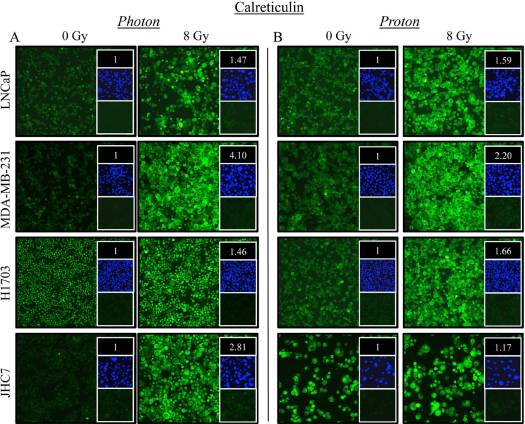 Calreticulin
Photon
Proton
A
0 Gy
8 Gy
B
0 Gy
8 Gy
LNCaP
1
1.47
1
1.59
MDA-MB-231
1
4.10
1
2.20
H1703
1
1.46
1
1.66
JHC7
1
2.81
1
1.17